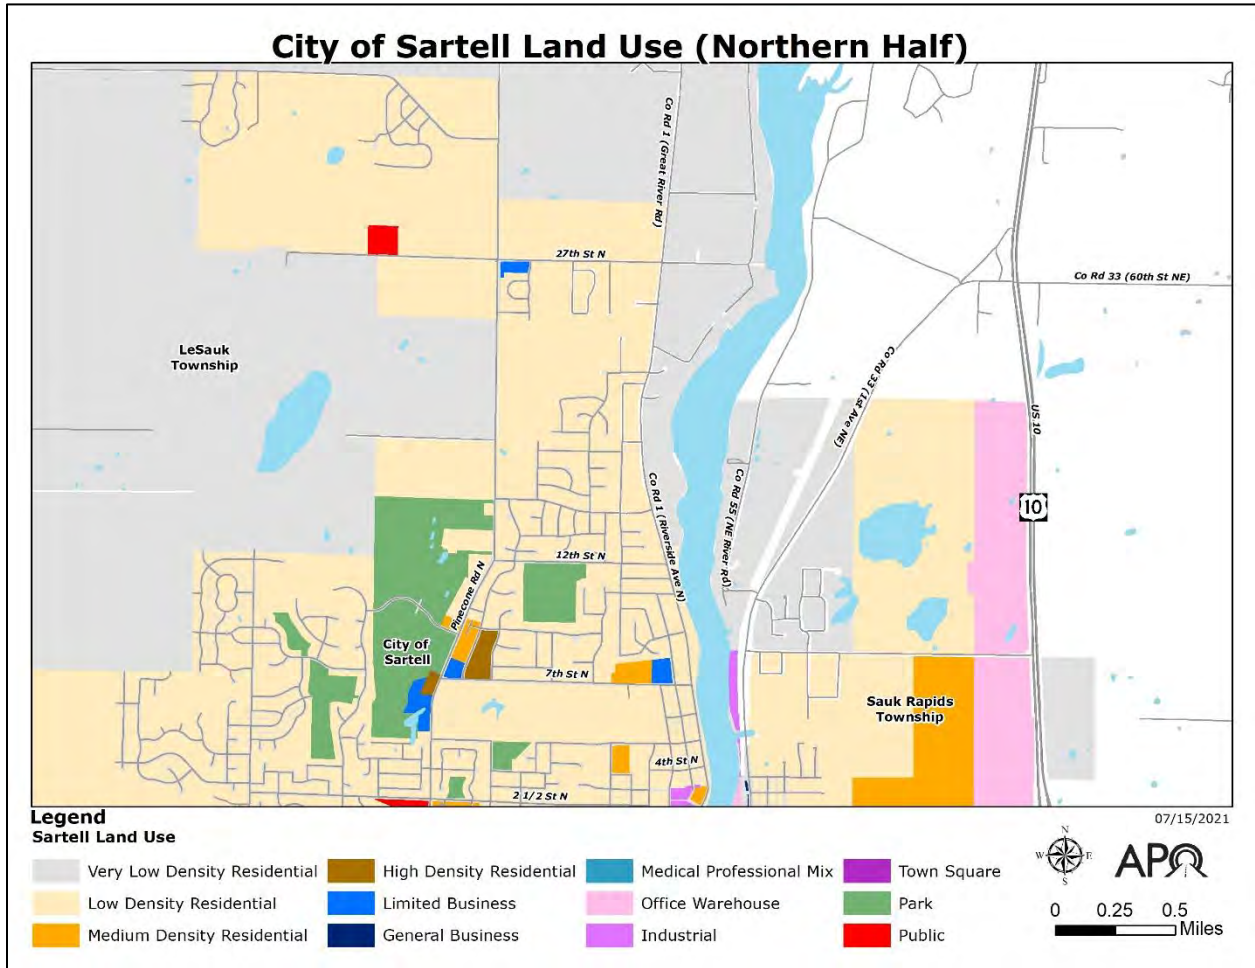 City of Sartell Land Use (Northern Half)
Co Rd 1 (Great River Rd)
27th St N
Co Rd 33 (60th St NE)
LeSauk
Township
Co Rd 33 (1st Ave NE)
US 10
Co Rd 1 (Riverside Ave N)
Co Rd 55 (NE River Rd)
10
12th St N
Pinecone Rd N
City of
Sartell
7th St N
Sauk Rapids
Township
4th St N
2 1/2 St N
Legend
Sartell Land Use
07/15/2021
Very Low Density Residential
Low Density Residential
Medium Density Residential
High Density Residential
Limited Business
General Business
Medical Professional Mix
Office Warehouse
Industrial
Town Square
Park
Public
N
W E
S
APO
0 0.25 0.5
Miles